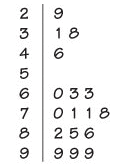 2 | 9
3 | 1 8
4 | 6
5 |
6 | 0 3 3
7 | 0 1 1 8
8 | 2 5 6
9 | 9 9 9